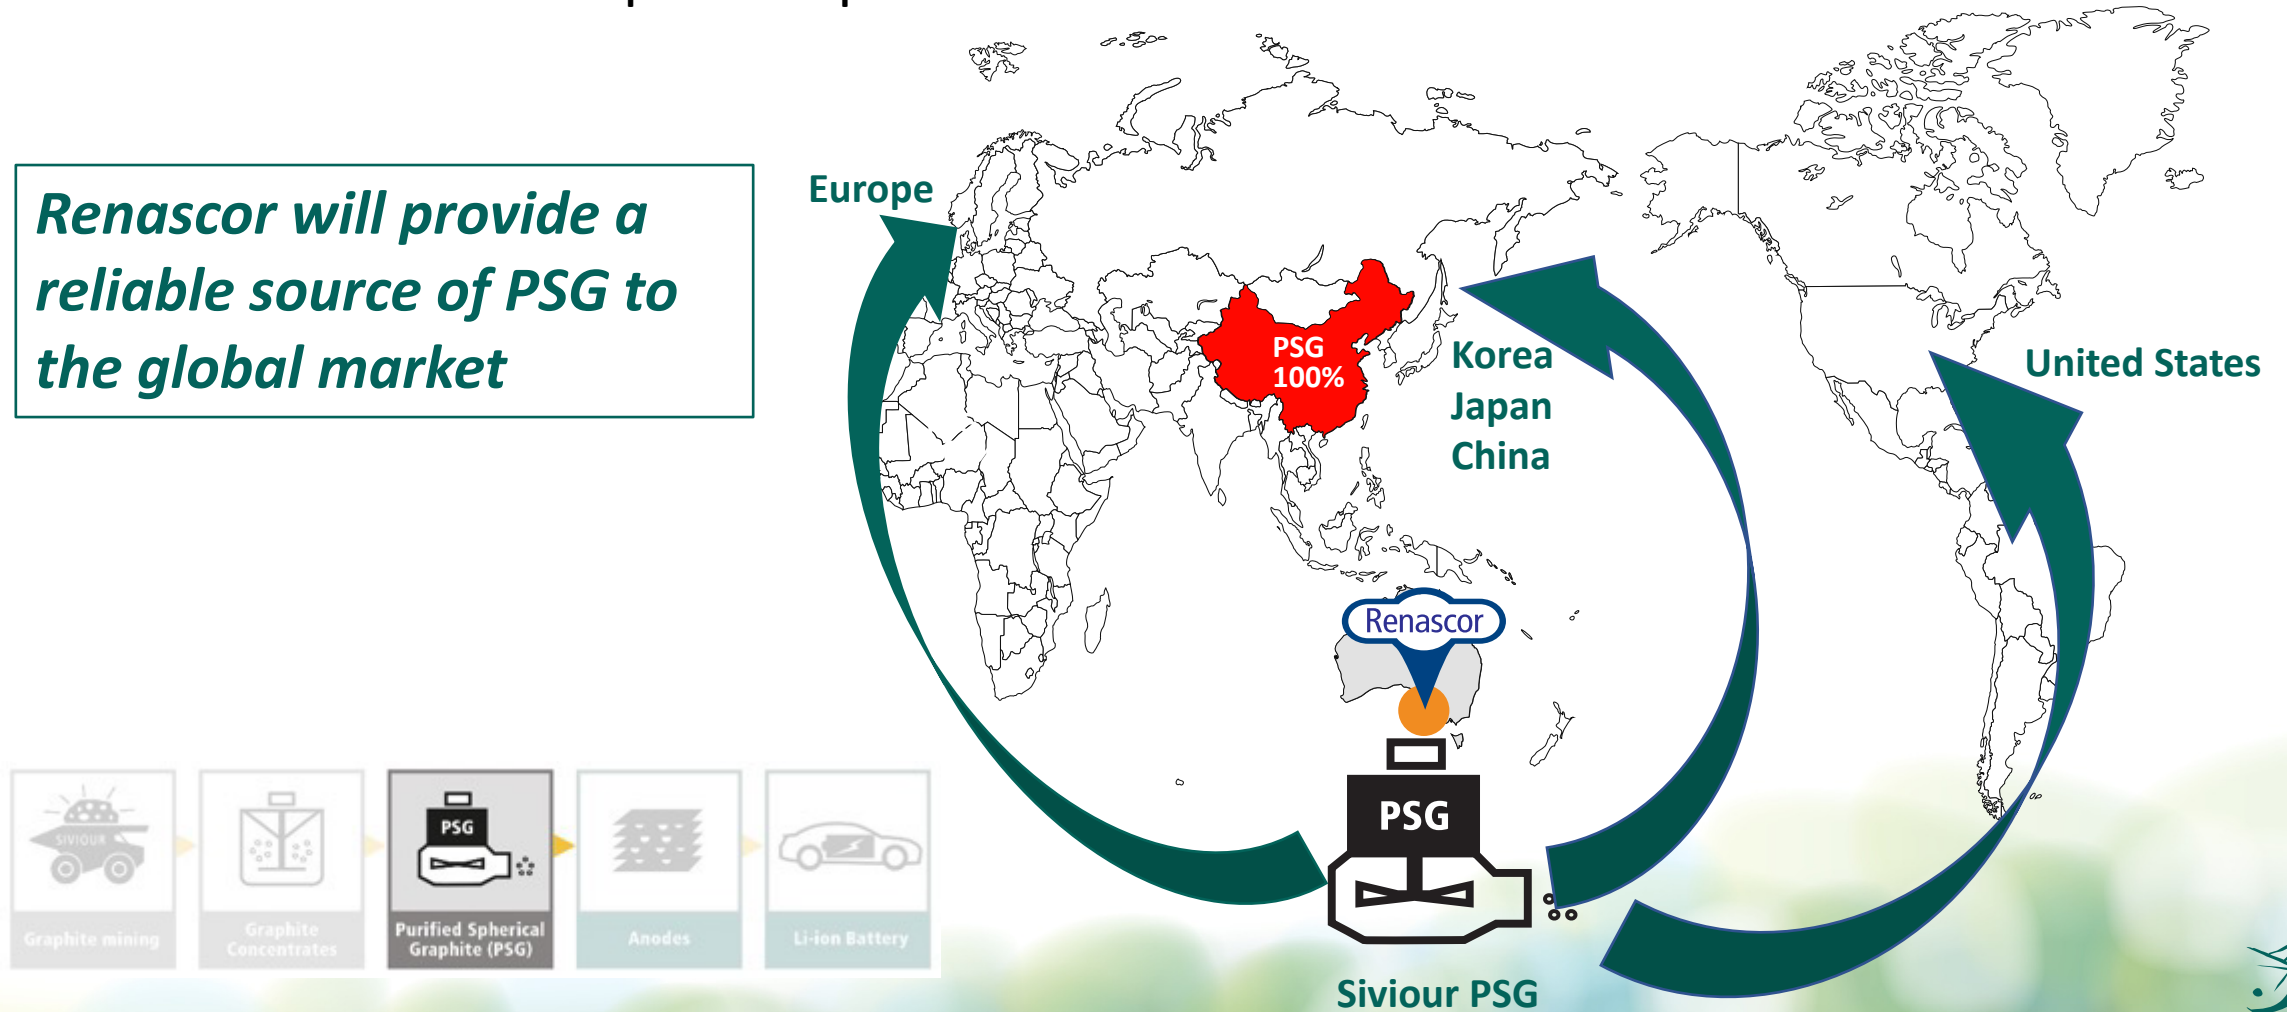 Renascor will provide a
reliable source of PSG to
the global market
Europe
PSG
100%
Korea
Japan
China
United States
Renascor
PSG
Siviour PSG
SIVIOUR
Graphite mining
Graphite
Concentrates
PSG
Purified Spherical
Graphite (PSG)
Anodes
Li-ion Battery